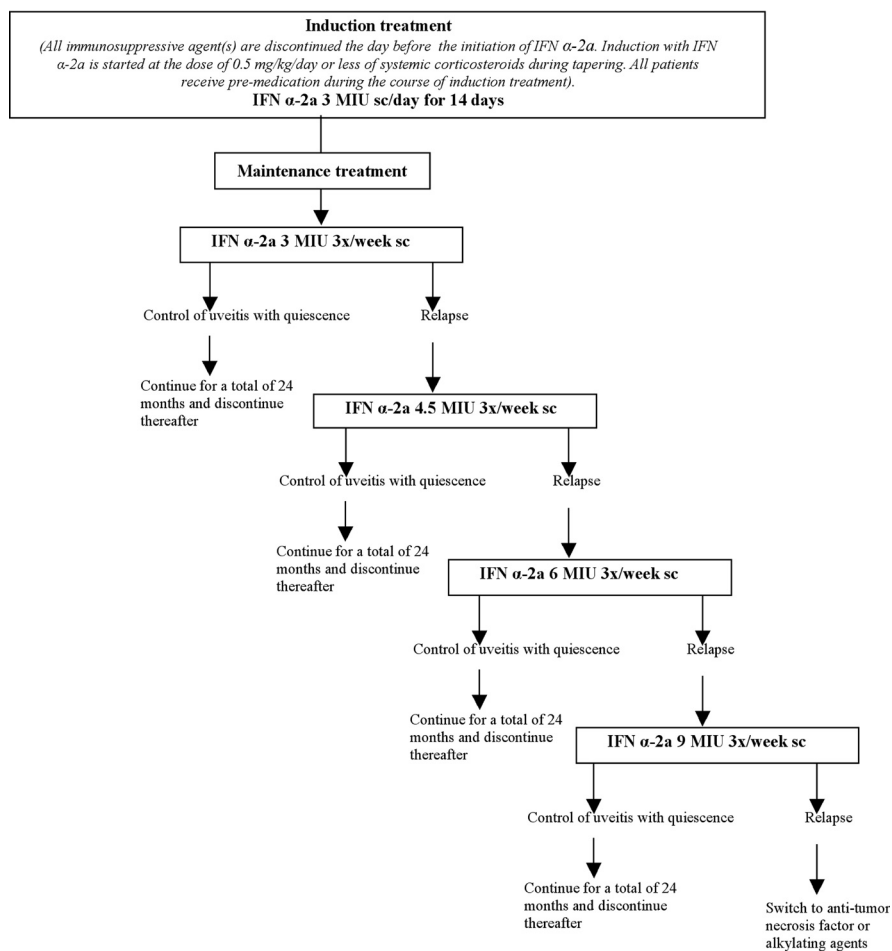 Induction treatment
(All immunosuppressive agent(s) are discontinued the day before the initiation of IFN α-2a. Induction with IFN
α-2a is started at the dose of 0.5 mg/kg/day or less of systemic corticosteroids during tapering. All patients
receive pre-medication during the course of induction treatment).
IFN α-2a 3 MIU sc/day for 14 days
Maintenance treatment
IFN α-2a 3 MIU 3x/week sc
Control of uveitis with quiescence
Relapse
Continue for a total of 24
months and discontinue
thereafter
IFN α-2a 4.5 MIU 3x/week sc
Control of uveitis with quiescence
Relapse
Continue for a total of 24
months and discontinue
thereafter
IFN α-2a 6 MIU 3x/week sc
Control of uveitis with quiescence
Relapse
Continue for a total of 24
months and discontinue
thereafter
IFN α-2a 9 MIU 3x/week sc
Control of uveitis with quiescence
Relapse
Continue for a total of 24
months and discontinue
thereafter
Switch to anti-tumor
necrosis factor or
alkylating agents